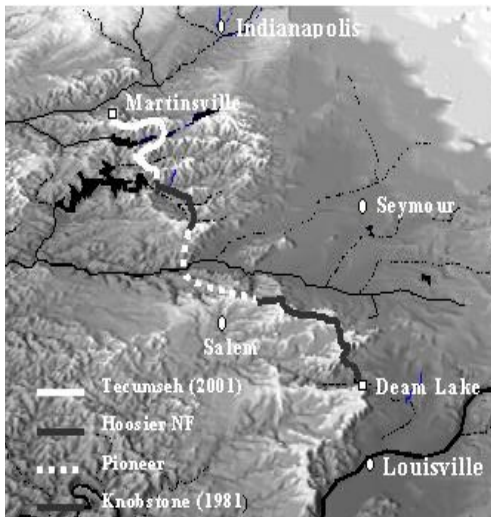 Indianapolis
Martinsville
Seymour
Salem
Tecumseh (2001)
Deam Lake
Hoosier NF
Pioneer
Louisville
Knobstone (1981)